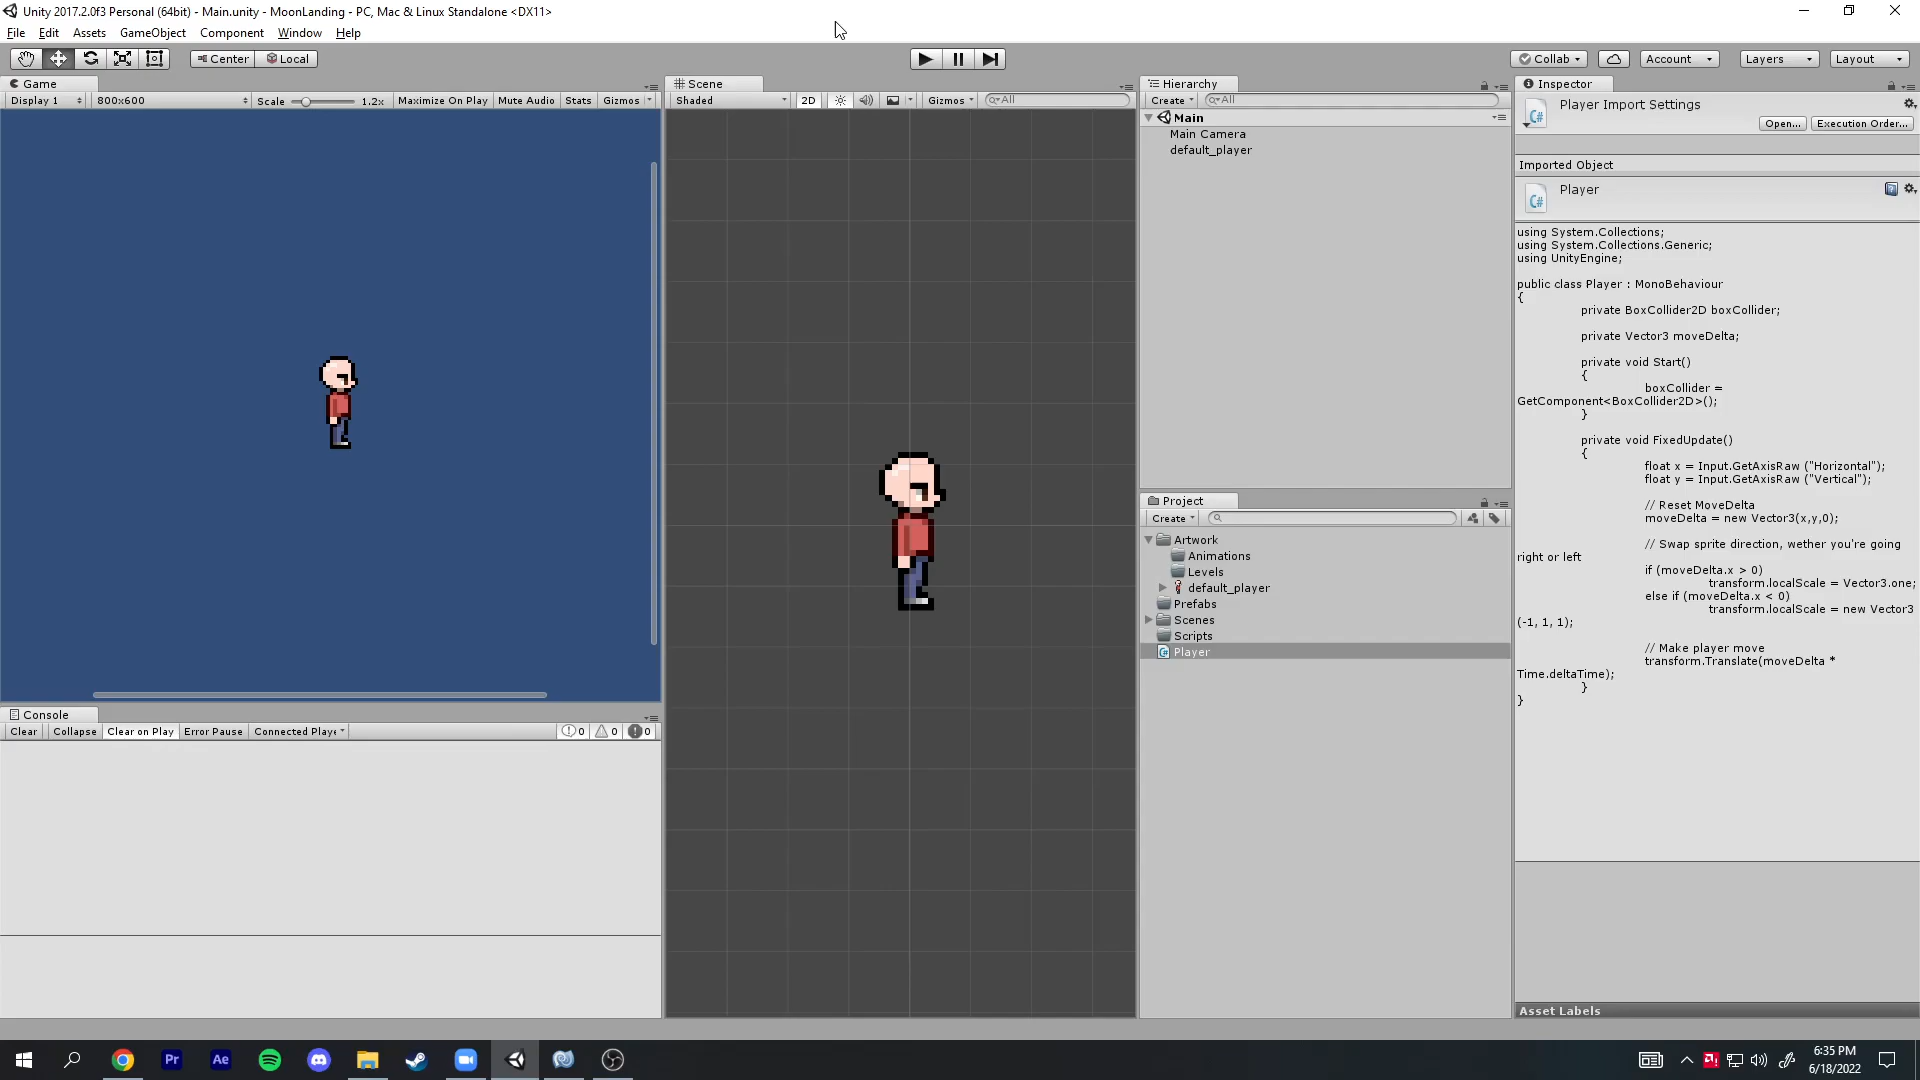 Unity 2017.2.0f3 Personal (64bit) - Main.unity - MoonLanding - PC, Mac & Linux Standalone <DX11>
File Edit Assets GameObject Component Window Help
Center Local Collab Account Layers Layout
Game
Display 1 800x600 Scale 1.2x Maximize On Play Mute Audio Stats Gizmos
Scene
Shaded 2D Gizmos All
Hierarchy
Create All
Main
Main Camera
default_player
Project
Create
Artwork
Animations
Levels
default_player
Prefabs
Scenes
Scripts
Player
Inspector
Player Import Settings
Open... Execution Order...
Imported Object
Player
using System.Collections;
using System.Collections.Generic;
using UnityEngine;
public class Player : MonoBehaviour
{
private BoxCollider2D boxCollider;
private Vector3 moveDelta;
private void Start()
{
boxCollider =
GetComponent<BoxCollider2D>();
}
private void FixedUpdate()
{
float x = Input.GetAxisRaw ("Horizontal");
float y = Input.GetAxisRaw ("Vertical");
// Reset MoveDelta
moveDelta = new Vector3(x,y,0);
// Swap sprite direction, wether you're going
right or left
if (moveDelta.x > 0)
transform.localScale = Vector3.one;
else if (moveDelta.x < 0)
transform.localScale = new Vector3
(-1, 1, 1);
// Make player move
transform.Translate(moveDelta *
Time.deltaTime);
}
}
Asset Labels
Console
Clear Collapse Clear on Play Error Pause Connected Playe 0 0 0
Pr Ae
6:35 PM
6/18/2022